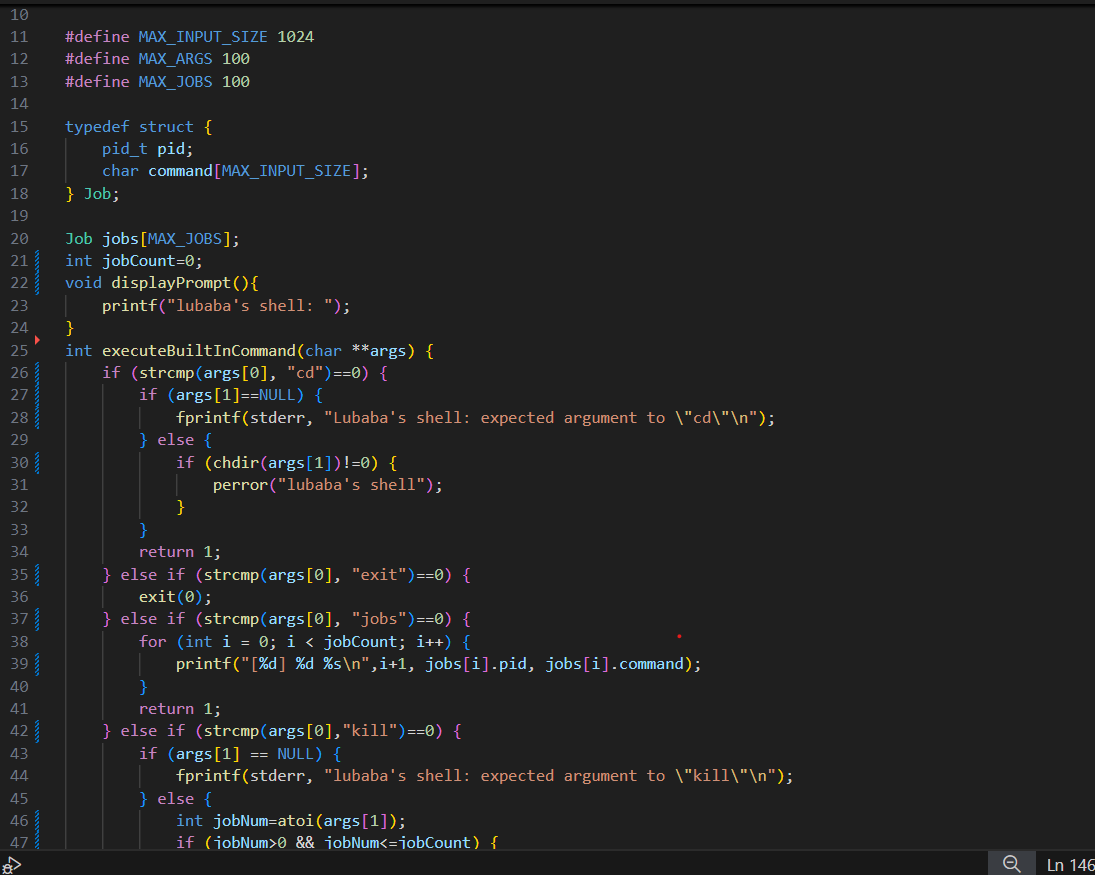 10
11 #define MAX_INPUT_SIZE 1024
12 #define MAX_ARGS 100
13 #define MAX_JOBS 100
14
15 typedef struct {
16     pid_t pid;
17     char command[MAX_INPUT_SIZE];
18 } Job;
19
20 Job jobs[MAX_JOBS];
21 int jobCount=0;
22 void displayPrompt(){
23     printf("lubaba's shell: ");
24 }
25 int executeBuiltInCommand(char **args) {
26     if (strcmp(args[0], "cd")==0) {
27         if (args[1]==NULL) {
28             fprintf(stderr, "Lubaba's shell: expected argument to \"cd\"\n");
29         } else {
30             if (chdir(args[1])!=0) {
31                 perror("lubaba's shell");
32             }
33         }
34         return 1;
35     } else if (strcmp(args[0], "exit")==0) {
36         exit(0);
37     } else if (strcmp(args[0], "jobs")==0) {
38         for (int i = 0; i < jobCount; i++) {
39             printf("[%d] %d %s\n",i+1, jobs[i].pid, jobs[i].command);
40         }
41         return 1;
42     } else if (strcmp(args[0],"kill")==0) {
43         if (args[1] == NULL) {
44             fprintf(stderr, "lubaba's shell: expected argument to \"kill\"\n");
45         } else {
46             int jobNum=atoi(args[1]);
47             if (jobNum>0 && jobNum<=jobCount) {
Ln 146